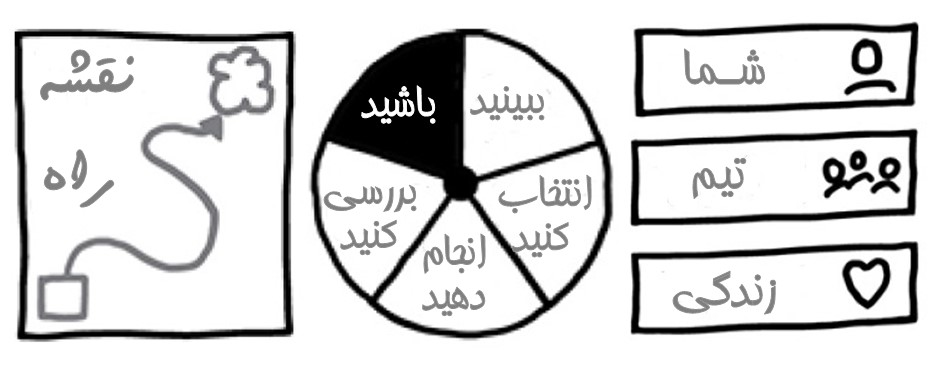 نقشه
راه
باشید
ببینید
انتخاب
کنید
انجام
دهید
بررسی
کنید
شما
تیم
زندگی